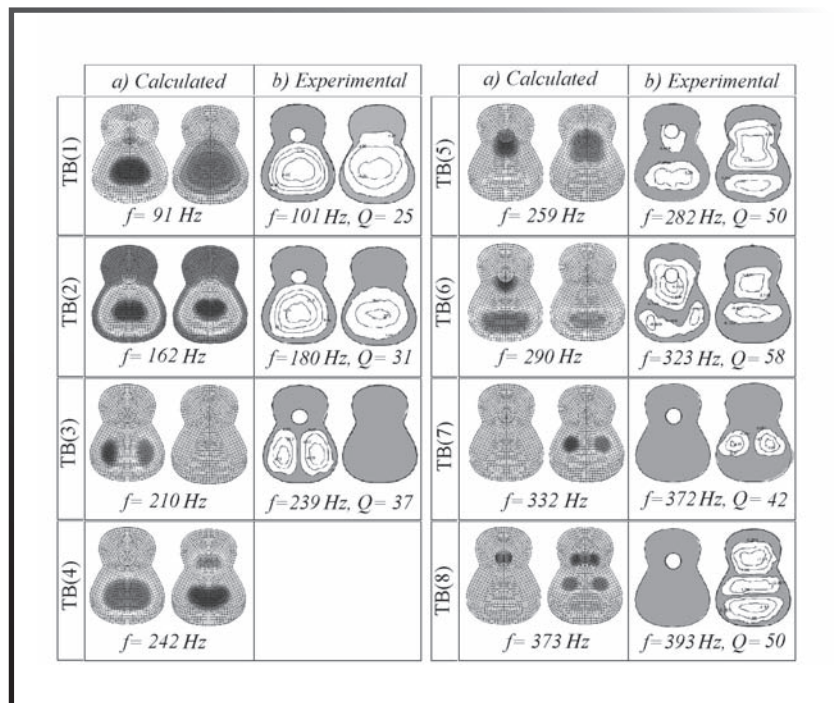 a) Calculated b) Experimental a) Calculated b) Experimental
TB(1)
f= 91 Hz
f=101 Hz, Q= 25
TB(5)
f= 259 Hz
f=282 Hz, Q= 50
TB(2)
f= 162 Hz
f=180 Hz, Q= 31
TB(6)
f= 290 Hz
f=323 Hz, Q= 58
TB(3)
f= 210 Hz
f=239 Hz, Q= 37
TB(7)
f= 332 Hz
f=372 Hz, Q= 42
TB(4)
f= 242 Hz
TB(8)
f= 373 Hz
f=393 Hz, Q= 50